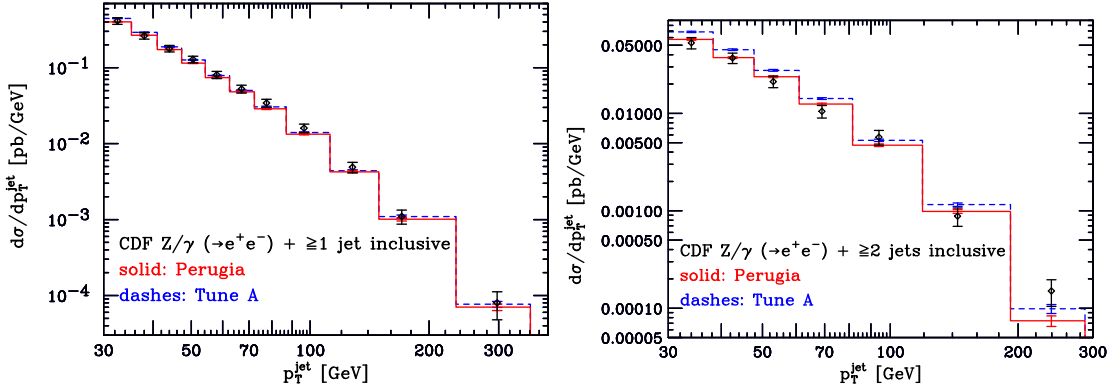 dσ/dp_T^jet [pb/GeV]
10⁻¹
10⁻²
10⁻³
10⁻⁴
CDF Z/γ (→e⁺e⁻) + ≧1 jet inclusive
solid: Perugia
dashes: Tune A
30 50 70 100 200 300
p_T^jet [GeV]
dσ/dp_T^jet [pb/GeV]
0.05000
0.01000
0.00500
0.00100
0.00050
0.00010
0.00005
CDF Z/γ (→e⁺e⁻) + ≧2 jets inclusive
solid: Perugia
dashes: Tune A
30 50 70 100 200 300
p_T^jet [GeV]